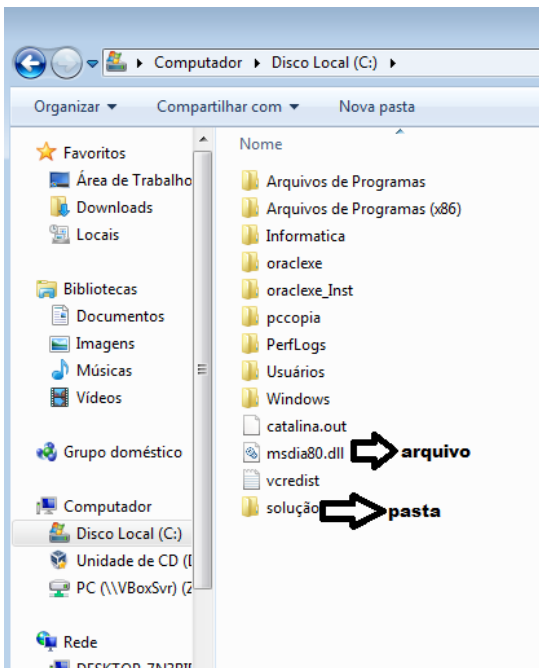 Computador ▸ Disco Local (C:) ▸
Organizar Compartilhar com Nova pasta
Favoritos
Área de Trabalho
Downloads
Locais
Bibliotecas
Documentos
Imagens
Músicas
Vídeos
Grupo doméstico
Computador
Disco Local (C:)
Unidade de CD (
PC (\\VBoxSvr) (
Rede
Nome
Arquivos de Programas
Arquivos de Programas (x86)
Informatica
oraclexe
oraclexe_Inst
pccopia
PerfLogs
Usuários
Windows
catalina.out
msdia80.dll arquivo
vcredist
solução pasta